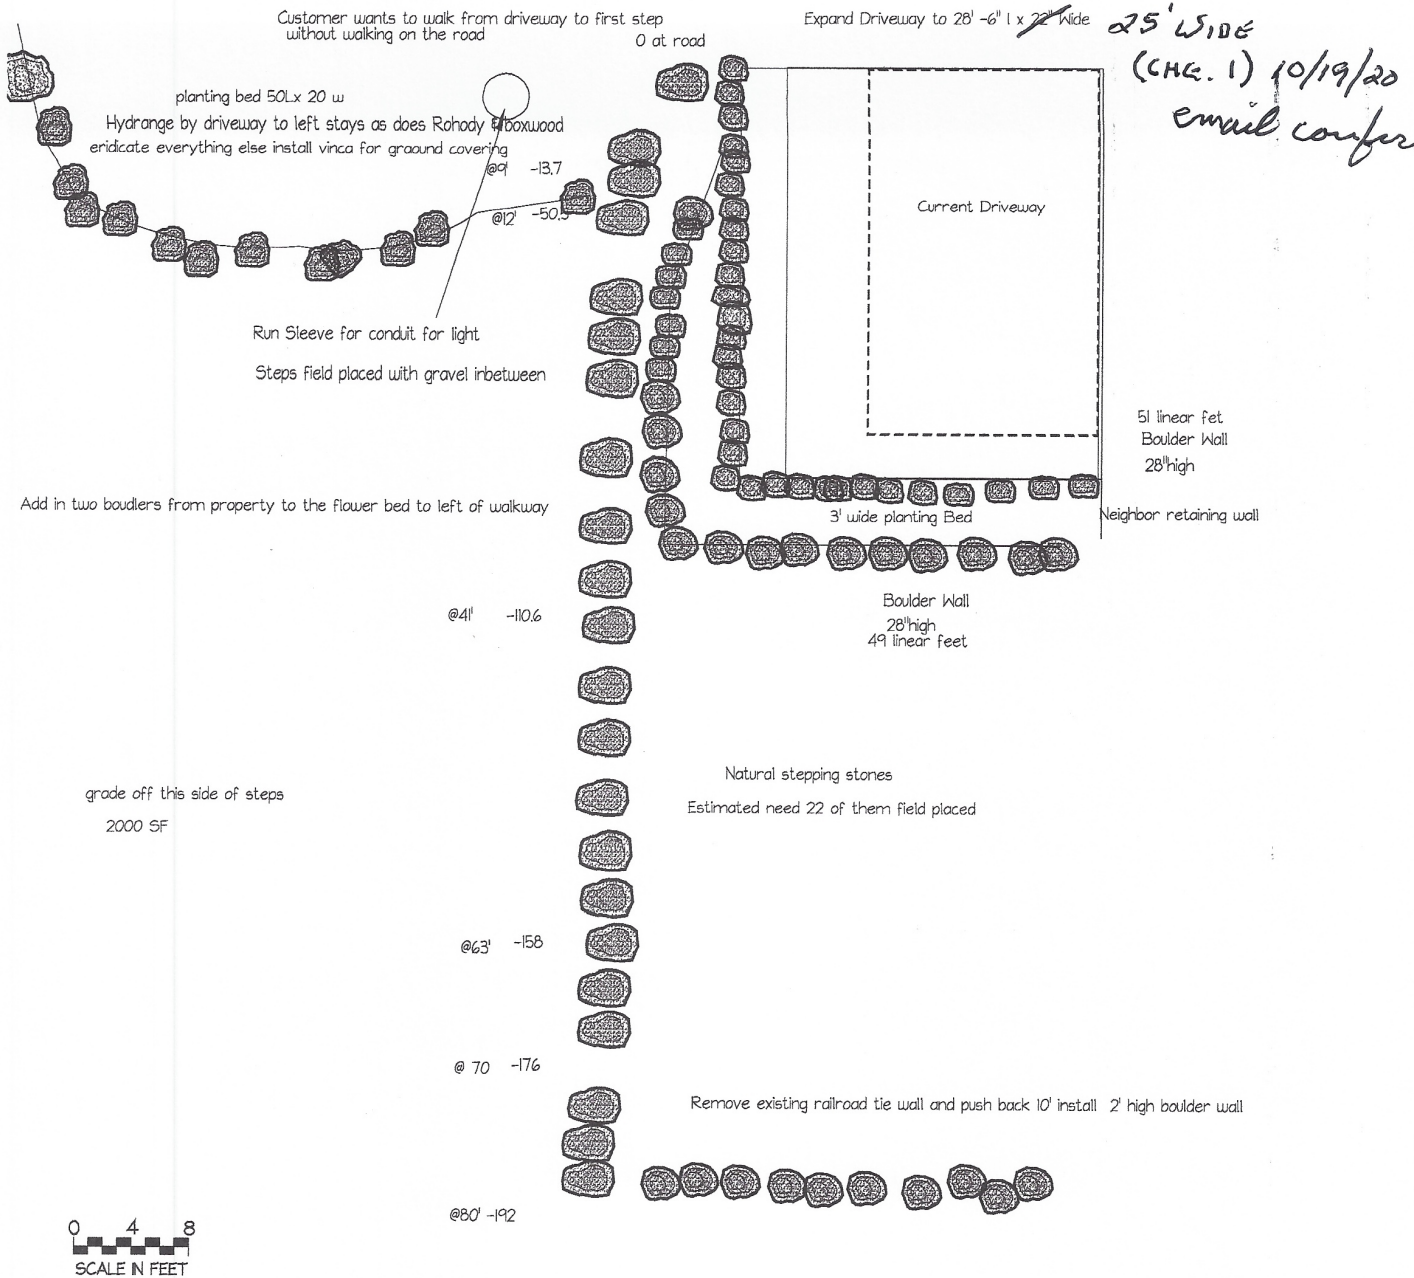 Customer wants to walk from driveway to first step
without walking on the road
0 at road
Expand Driveway to 28' -6" l x 22" Wide
25' WIDE
(CHG. 1) 10/19/20
email confir
planting bed 50Lx 20 w
Hydrange by driveway to left stays as does Rohody & boxwood
eridicate everything else install vinca for graound covering
@9' -13.7
@12' -50.5
Current Driveway
Run Sleeve for conduit for light
Steps field placed with gravel inbetween
51 linear fet
Boulder Wall
28"high
Add in two boudlers from property to the flower bed to left of walkway
3' wide planting Bed
Neighbor retaining wall
Boulder Wall
28"high
49 linear feet
@41' -110.6
Natural stepping stones
Estimated need 22 of them field placed
grade off this side of steps
2000 SF
@63' -158
@ 70 -176
Remove existing railroad tie wall and push back 10' install 2' high boulder wall
@80' -192
0 4 8
SCALE IN FEET